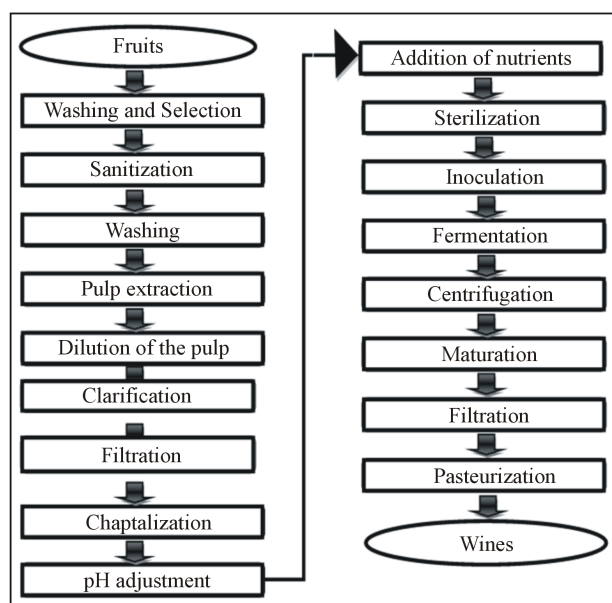 Fruits
Washing and Selection
Sanitization
Washing
Pulp extraction
Dilution of the pulp
Clarification
Filtration
Chaptalization
pH adjustment
Addition of nutrients
Sterilization
Inoculation
Fermentation
Centrifugation
Maturation
Filtration
Pasteurization
Wines